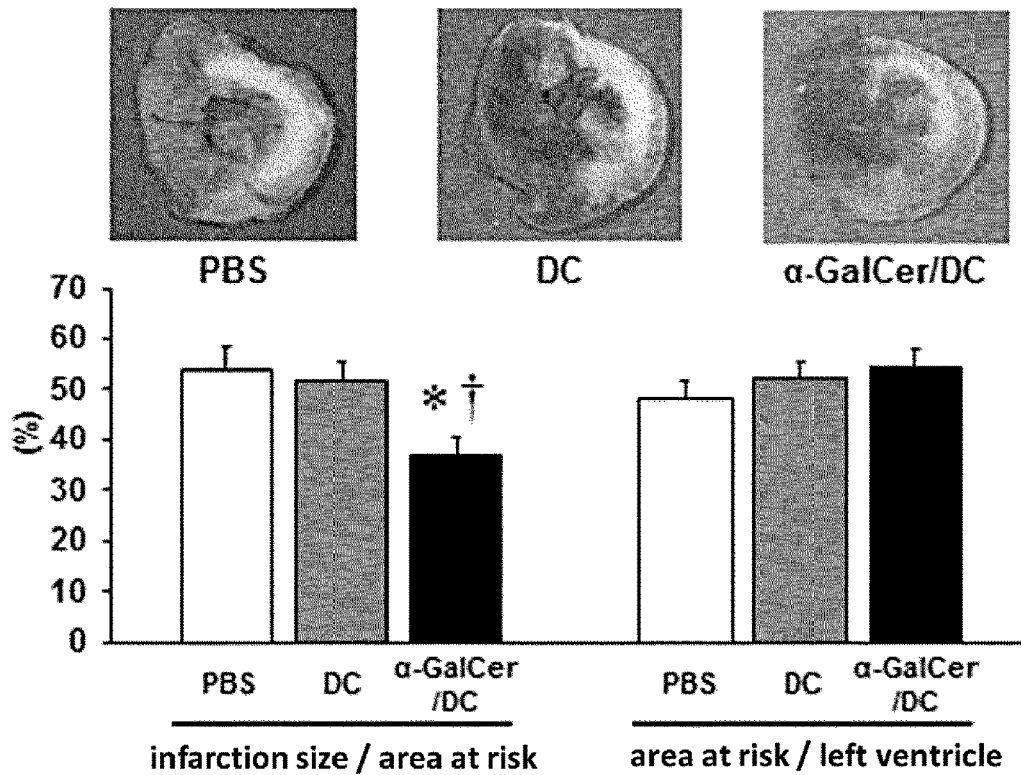 PBS DC α-GalCer/DC
70
60
50
40
30
20
10
0
(%)
* †
PBS DC α-GalCer
/DC
PBS DC α-GalCer
/DC
infarction size / area at risk
area at risk / left ventricle